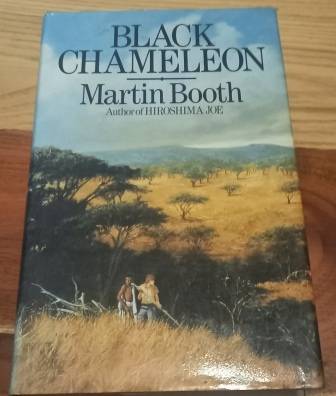 BLACK
CHAMELEON
Martin Booth
Author of HIROSHIMA JOE